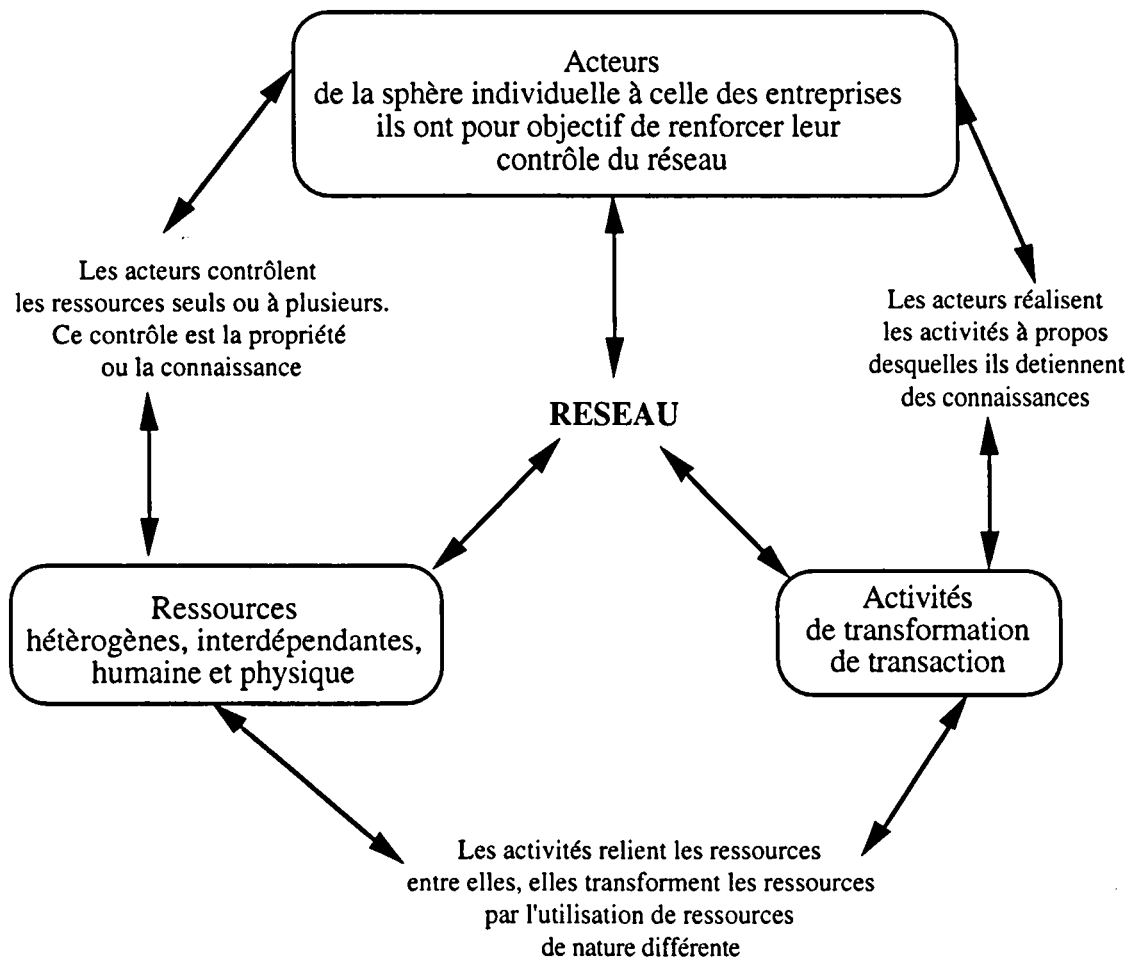 Acteurs
de la sphère individuelle à celle des entreprises
ils ont pour objectif de renforcer leur
contrôle du réseau
Les acteurs contrôlent
les ressources seuls ou à plusieurs.
Ce contrôle est la propriété
ou la connaissance
Les acteurs réalisent
les activités à propos
desquelles ils detiennent
des connaissances
RESEAU
Ressources
hétèrogènes, interdépendantes,
humaine et physique
Activités
de transformation
de transaction
Les activités relient les ressources
entre elles, elles transforment les ressources
par l'utilisation de ressources
de nature différente